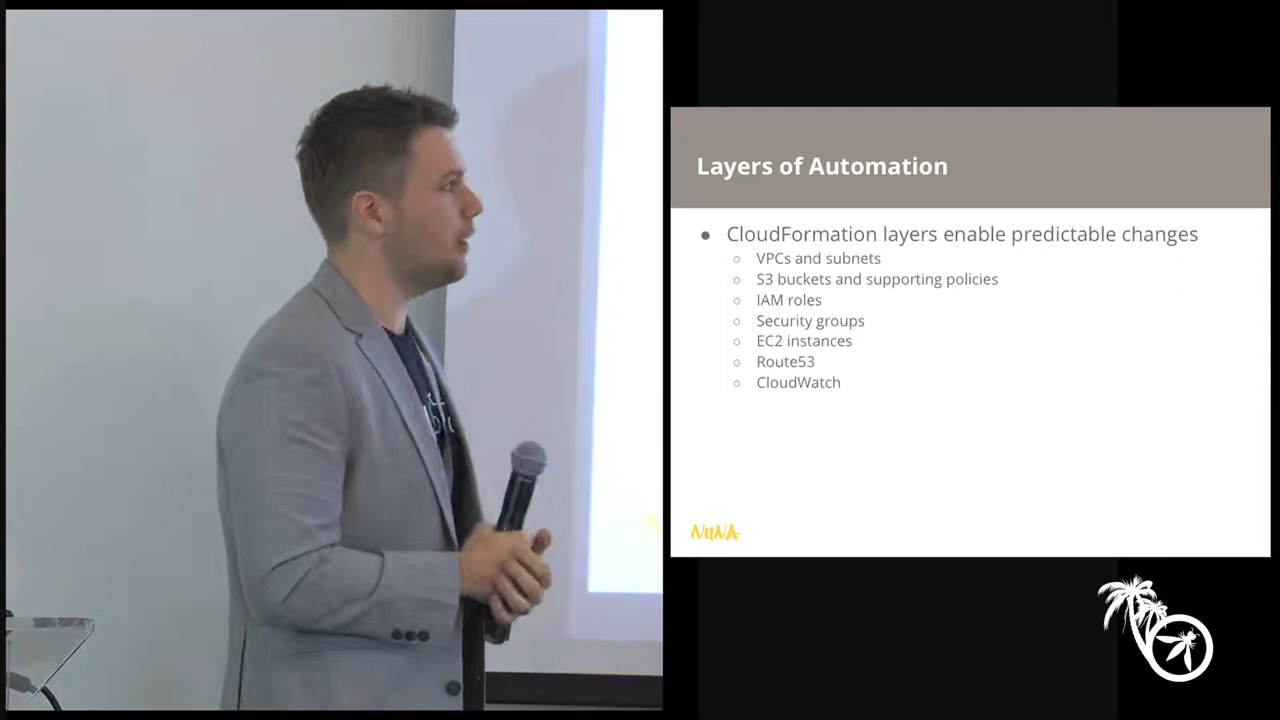 Layers of Automation
● CloudFormation layers enable predictable changes
○ VPCs and subnets
○ S3 buckets and supporting policies
○ IAM roles
○ Security groups
○ EC2 instances
○ Route53
○ CloudWatch
NUNA